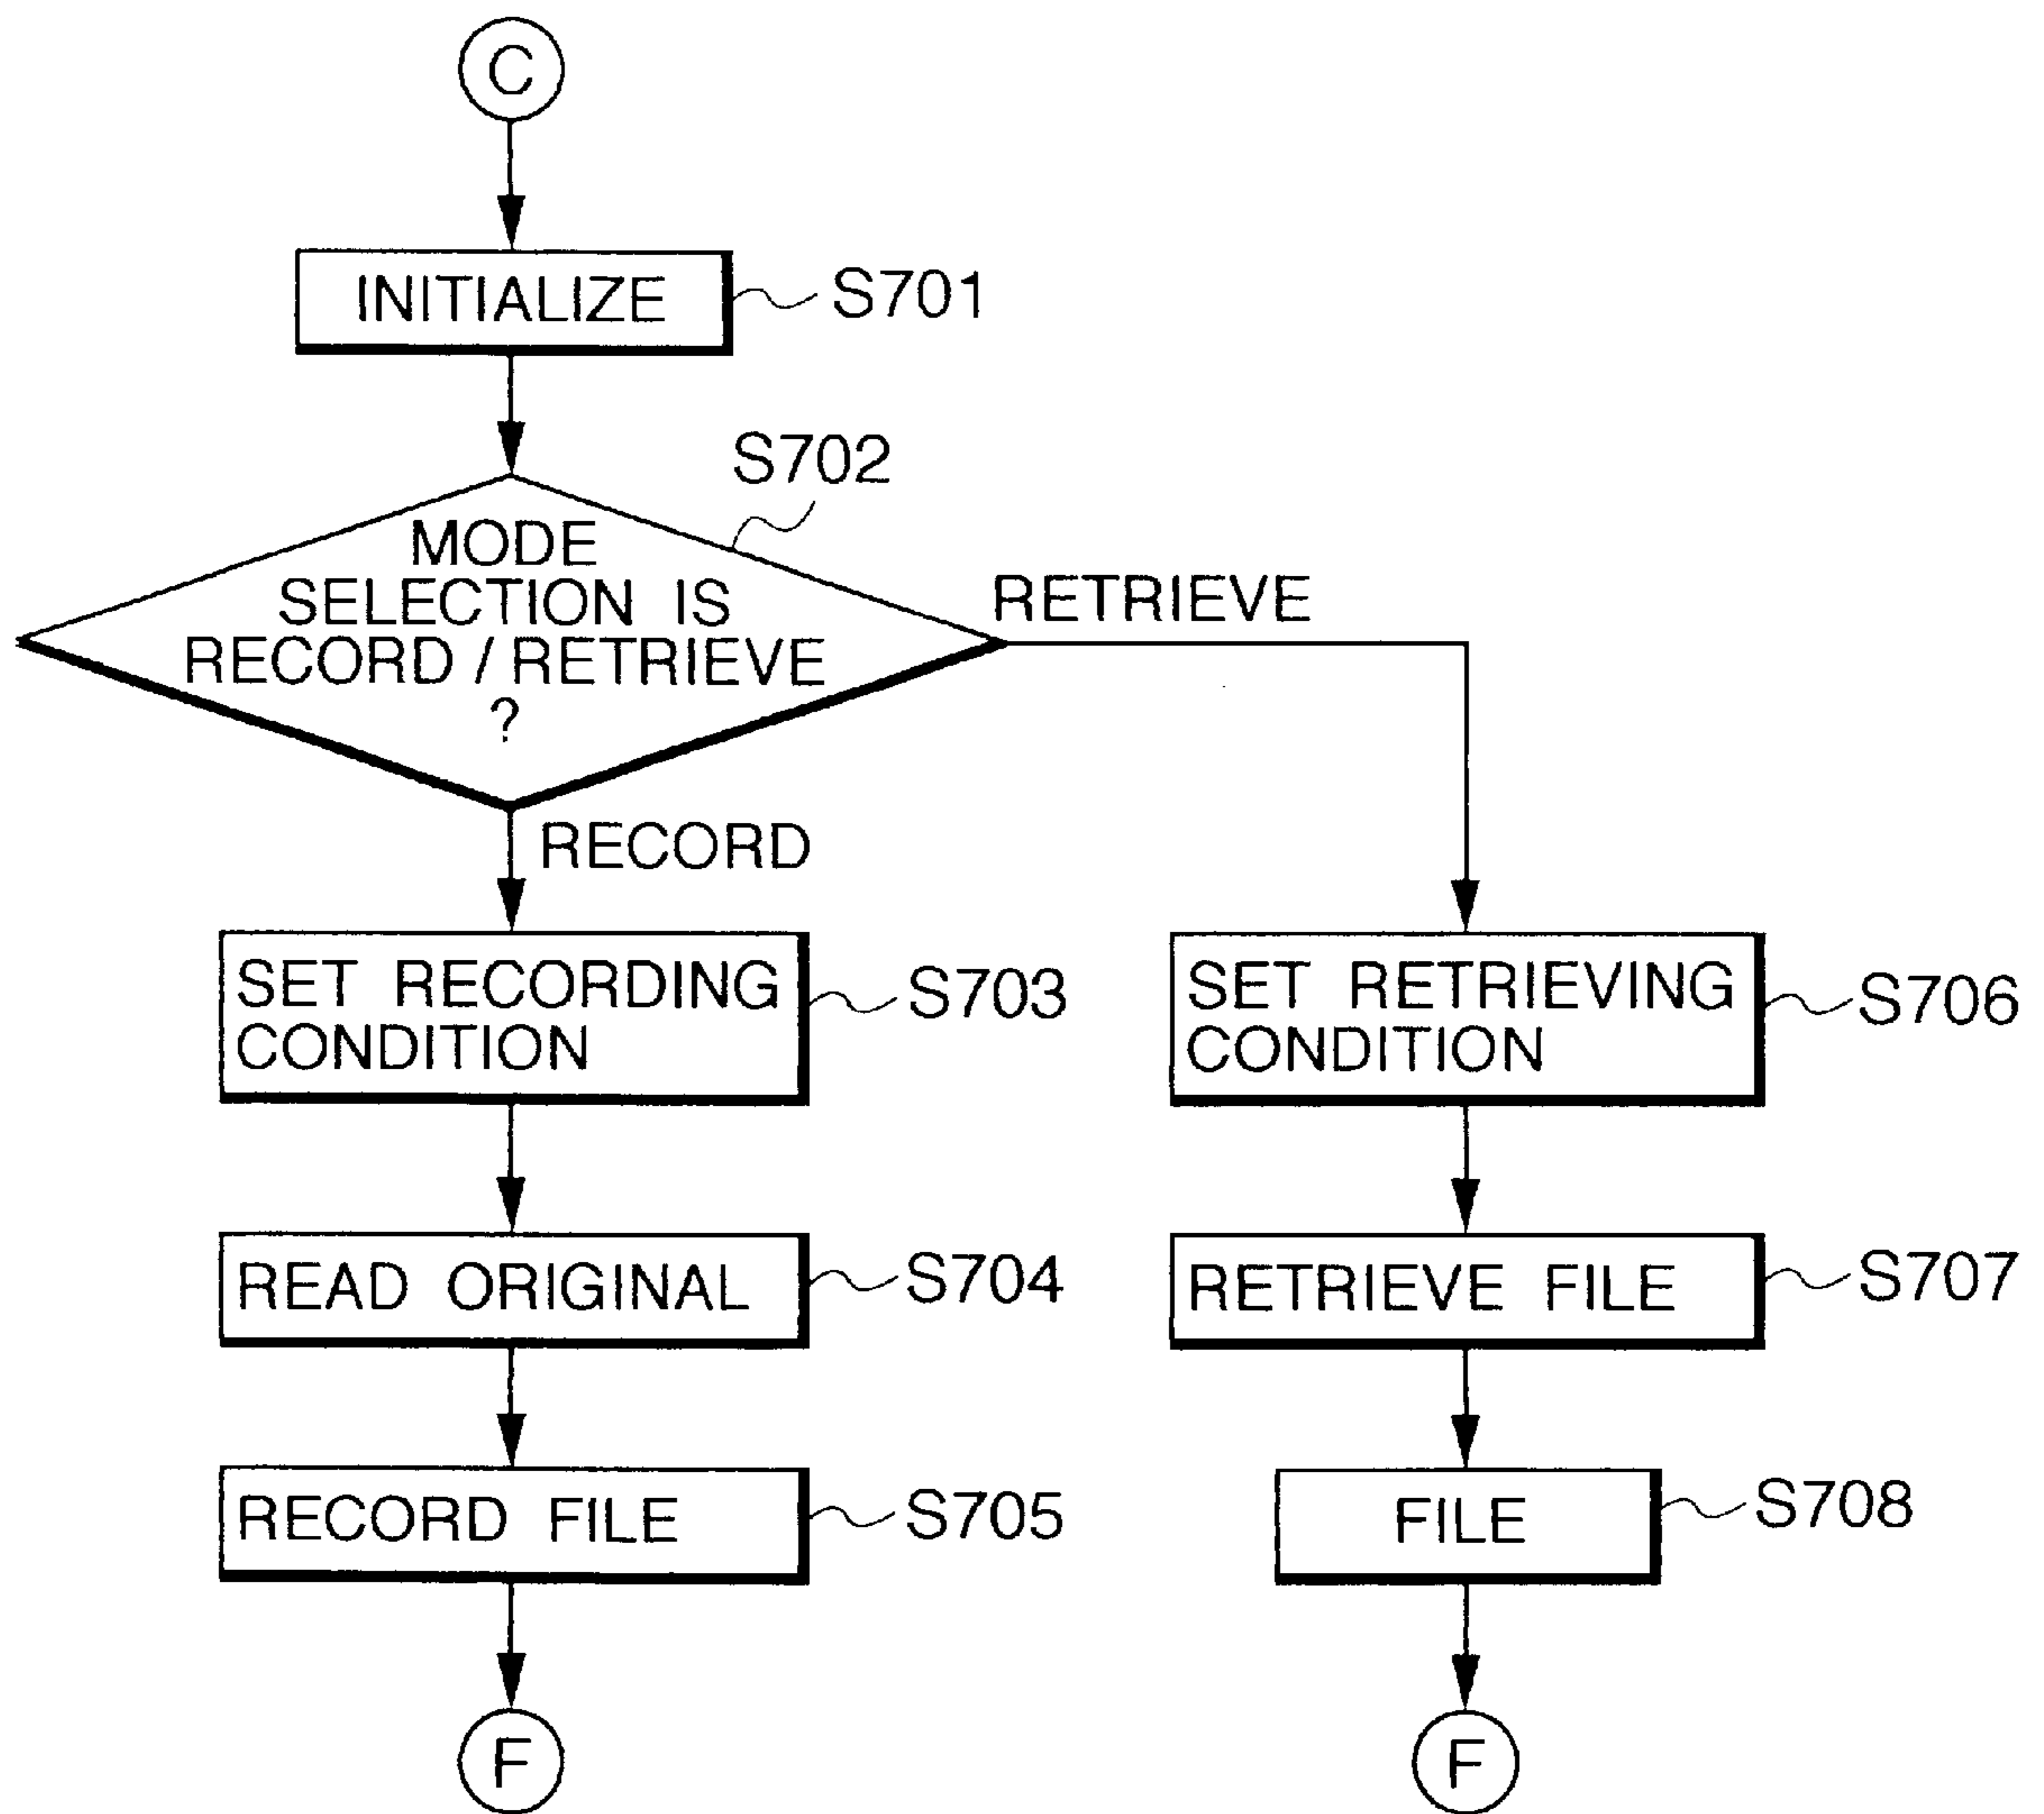 C
INITIALIZE
S701
S702
MODE
SELECTION IS
RECORD / RETRIEVE
?
RETRIEVE
RECORD
SET RECORDING
CONDITION
S703
SET RETRIEVING
CONDITION
S706
READ ORIGINAL
S704
RETRIEVE FILE
S707
RECORD FILE
S705
FILE
S708
F
F